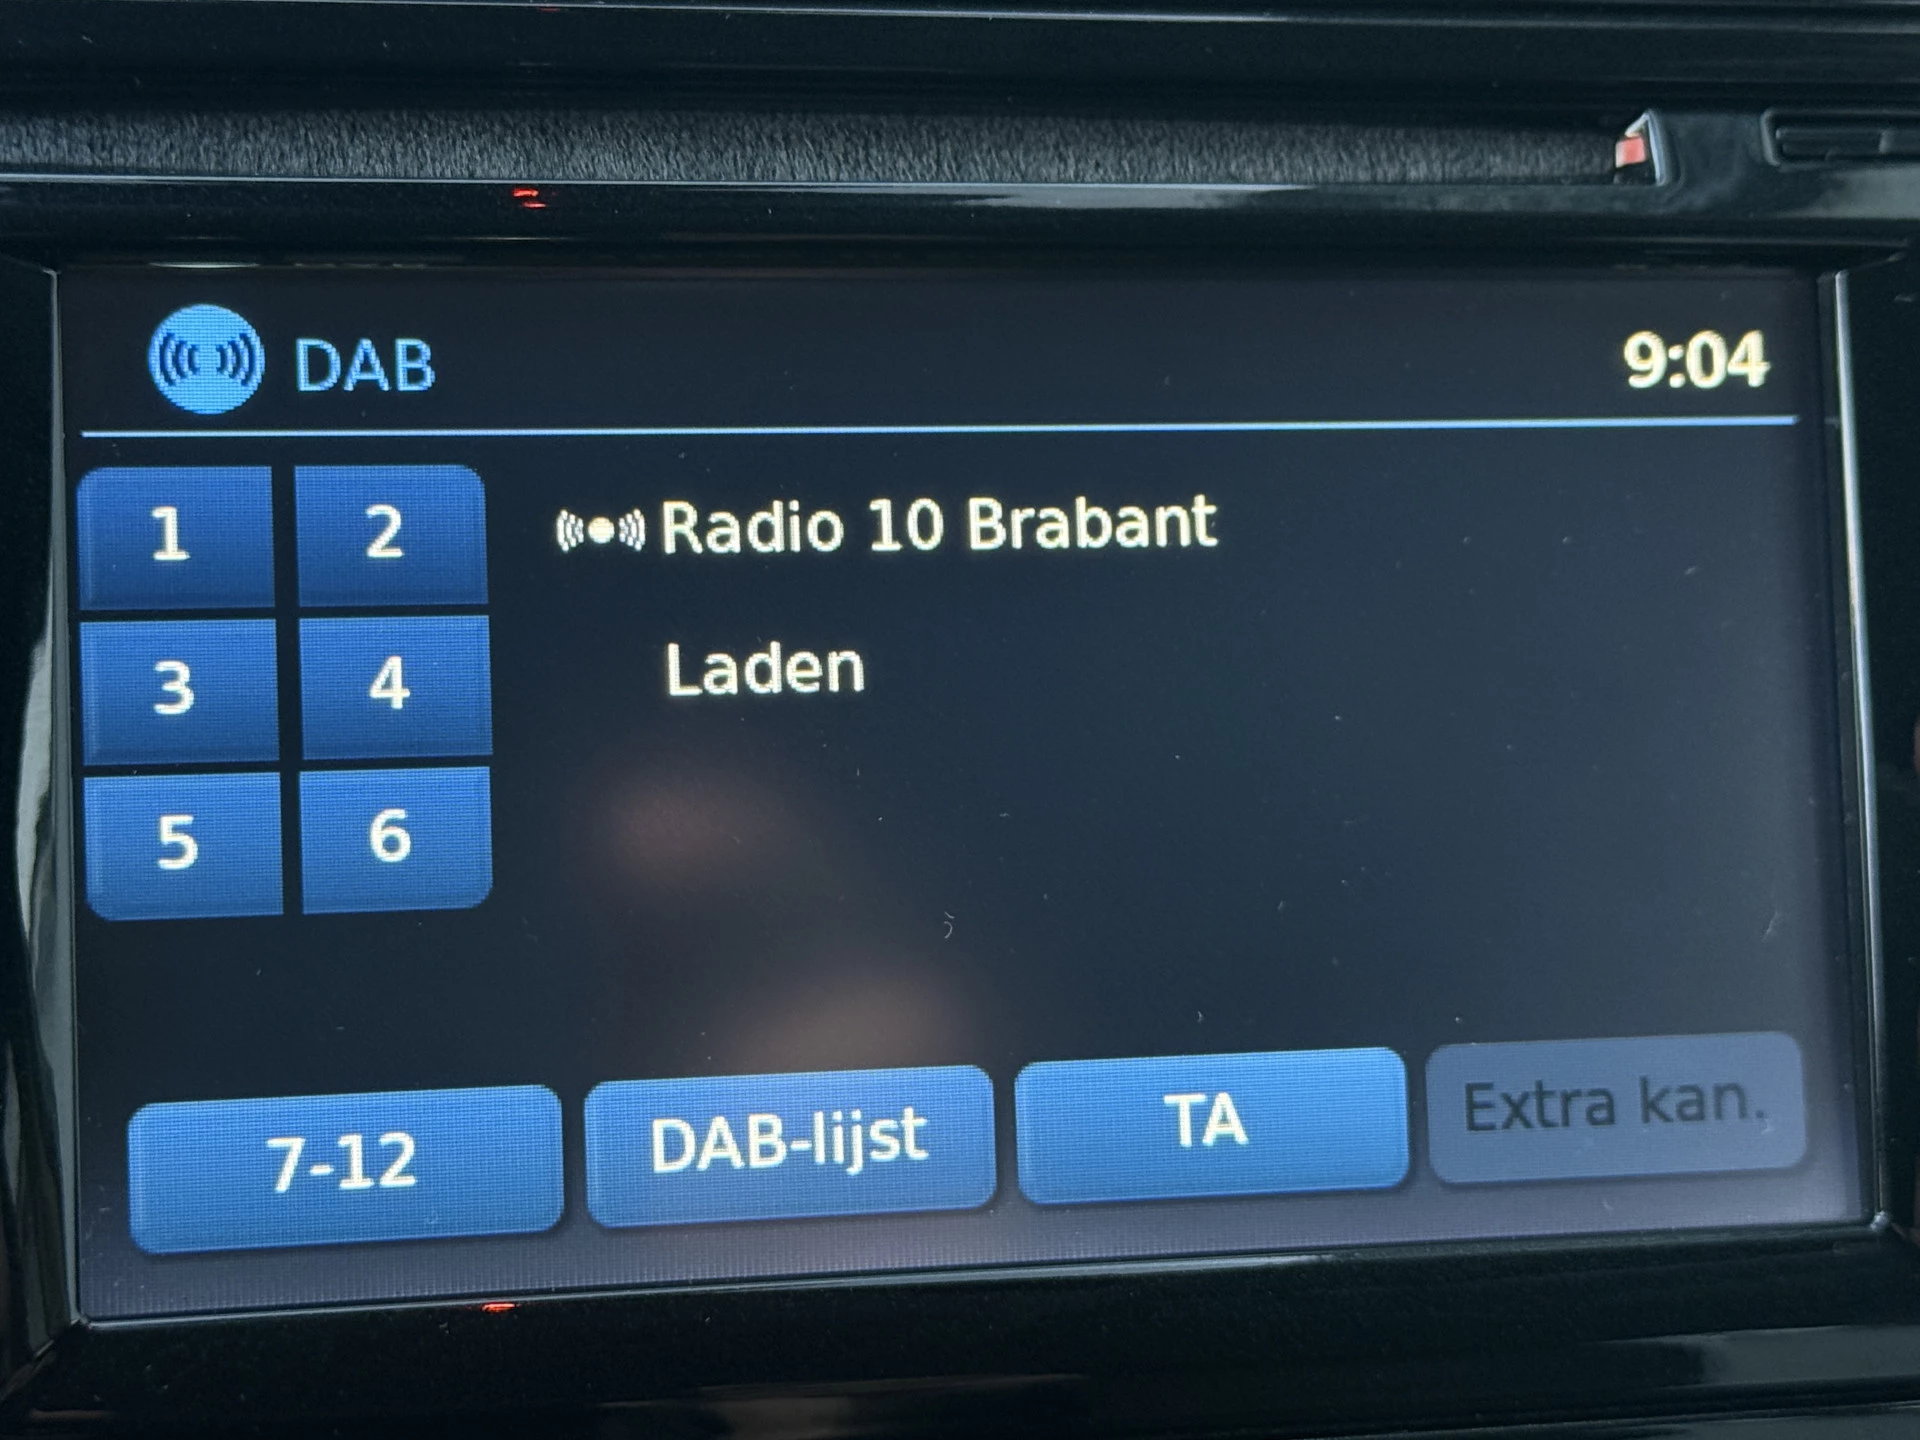 DAB
9:04
1 2
Radio 10 Brabant
3 4
Laden
5 6
7-12
DAB-lijst
TA
Extra kan.